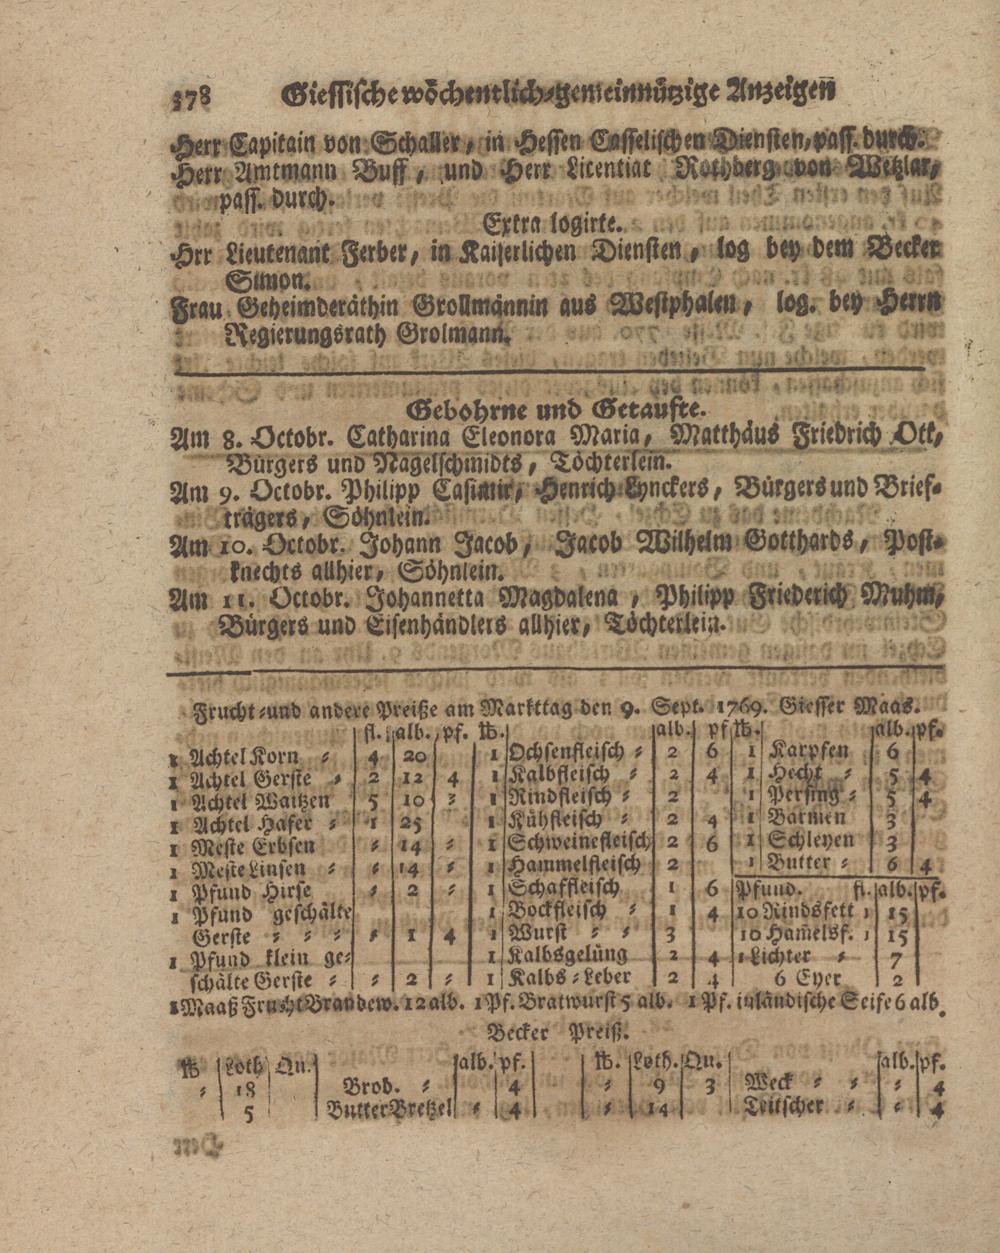 378 Giessische wöchentlich-gemeinnützige Anzeigen
Herr Capitain von Schaller, in Hessen Casselischen Diensten, pass. durch.
Herr Amtmann Buff, und Herr Licentiat Rothberg von Wetzlar,
pass. durch.
Extra logirte.
Hrr Lieutenant Ferber, in Kaiserlichen Diensten, log bey dem Becker
Simon.
Frau Geheimderäthin Grollmännin aus Westphalen, log. bey Herrn
Regierungsrath Grolmann.
Gebohrne und Getaufte.
Am 8. Octobr. Catharina Eleonora Maria, Matthäus Friedrich Ott,
Bürgers und Nagelschmidts, Töchterlein.
Am 9. Octobr. Philipp Casimir, Henrich Lynckers, Bürgers und Brief-
trägers, Söhnlein.
Am 10. Octobr. Johann Jacob, Jacob Wilhelm Gotthards, Post-
knechts allhier, Söhnlein.
Am 11. Octobr. Johannetta Magdalena, Philipp Friederich Muhm,
Bürgers und Eisenhändlers allhier, Töchterlein.
Frucht- und andere Preiße am Markttag den 9. Sept. 1769. Giesser Maas.
fl. alb. pf. ℔. alb. pf ℔. alb. pf.
1 Achtel Korn - 4 20 1 Ochsenfleisch - 2 6 1 Karpfen 6
1 Achtel Gerste - 2 12 4 1 Kalbfleisch - 2 4 1 Hecht - 5 4
1 Achtel Waitzen 5 10 - 1 Rindfleisch - 2 1 Persing - 5 4
1 Achtel Hafer - 1 25 1 Kühfleisch - 2 4 1 Barmen 3
1 Meste Erbsen - 14 - 1 Schweinefleisch 2 6 1 Schleyen 3
1 Meste Linsen - - 14 - 1 Hammelfleisch 2 1 Butter - 6 4
1 Pfund Hirse - 2 - 1 Schaffleisch 1 6 Pfund. fl. alb. pf.
1 Pfund geschälte 1 Bockfleisch - 1 4 10 Rindsfett 1 15
Gerste - - - - 1 4 1 Wurst - - 3 10 Ham̄elsf. 1 15
1 Pfund klein ge- 1 Kalbsgelüng 2 4 1 Lichter - 7
schälte Gerste - - 2 - 1 Kalbs-Leber 2 4 6 Eyer 2
1 Maaß Frucht Brandew. 12 alb. 1 Pf. Bratwurst 5 alb. 1 Pf. inländische Seife 6 alb.
Becker Preiß.
℔ Loth Qu. alb. pf. ℔. Loth. Qu. alb. pf.
- 18 Brod. - 4 - 9 3 Weck - - - 4
5 Butter Bretzel - 4 - 14 Teitscher - - 4